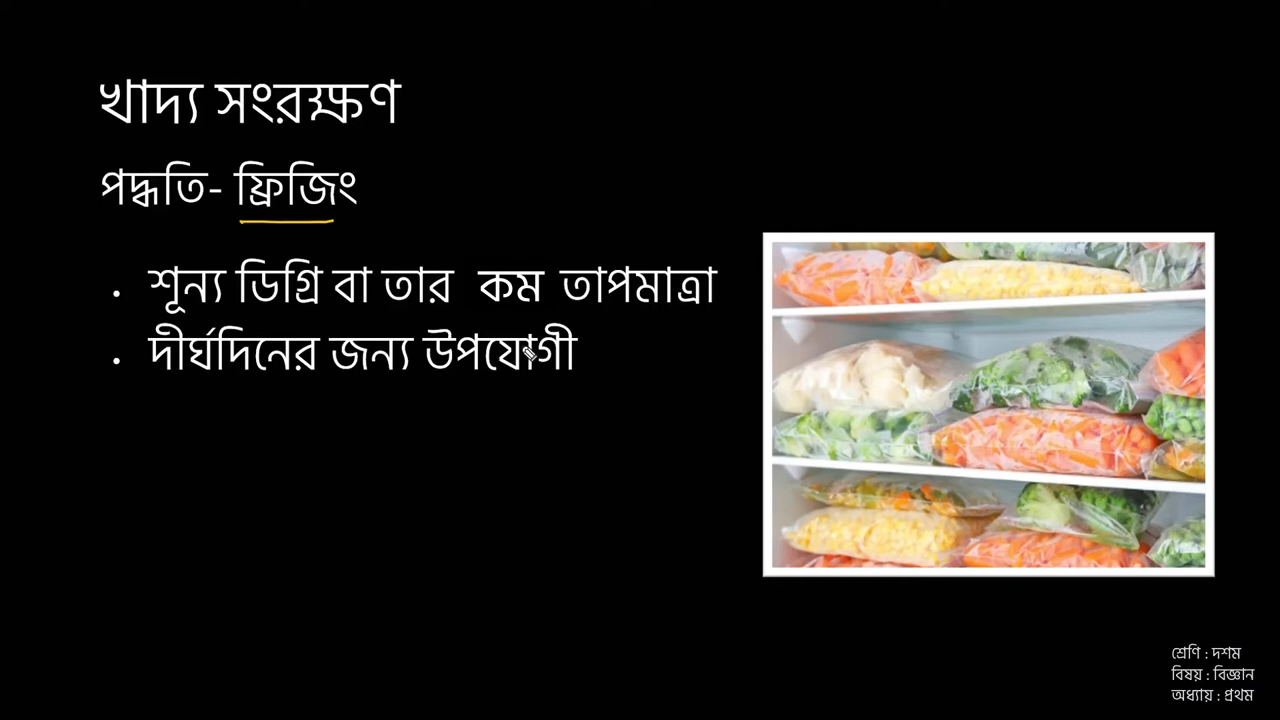 খাদ্য সংরক্ষণ
পদ্ধতি- ফ্রিজিং
. শূন্য ডিগ্রি বা তার কম তাপমাত্রা
. দীর্ঘদিনের জন্য উপযোগী
শ্রেণি : দশম
বিষয় : বিজ্ঞান
অধ্যায় : প্রথম